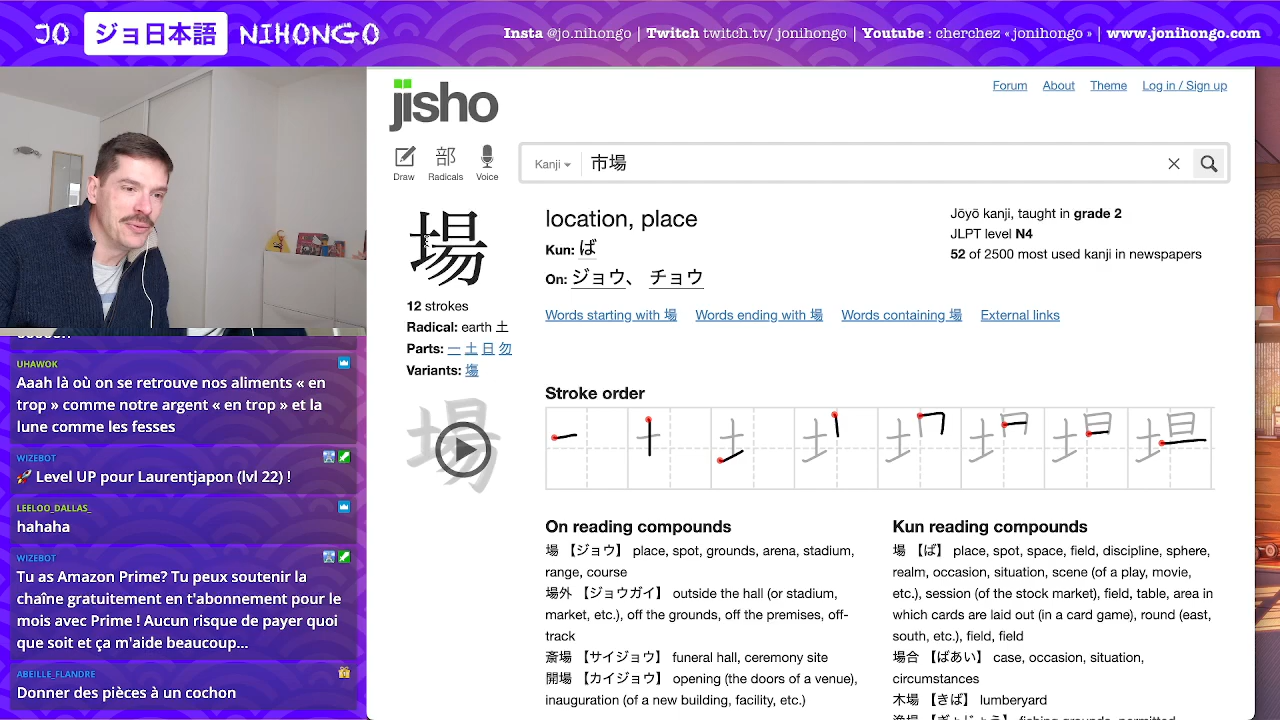 JO ジョ日本語 NIHONGO
Insta @jo.nihongo | Twitch twitch.tv/jonihongo | Youtube : cherchez « jonihongo » | www.jonihongo.com
jisho
Forum About Theme Log in / Sign up
部
Draw Radicals Voice
Kanji 市場
場
12 strokes
Radical: earth 土
Parts: 一 土 日 勿
Variants: 塲
場
location, place
Kun: ば
On: ジョウ、 チョウ
Jōyō kanji, taught in grade 2
JLPT level N4
52 of 2500 most used kanji in newspapers
Words starting with 場 Words ending with 場 Words containing 場 External links
Stroke order
On reading compounds
場 【ジョウ】 place, spot, grounds, arena, stadium,
range, course
場外 【ジョウガイ】 outside the hall (or stadium,
market, etc.), off the grounds, off the premises, off-
track
斎場 【サイジョウ】 funeral hall, ceremony site
開場 【カイジョウ】 opening (the doors of a venue),
inauguration (of a new building, facility, etc.)
Kun reading compounds
場 【ば】 place, spot, space, field, discipline, sphere,
realm, occasion, situation, scene (of a play, movie,
etc.), session (of the stock market), field, table, area in
which cards are laid out (in a card game), round (east,
south, etc.), field, field
場合 【ばあい】 case, occasion, situation,
circumstances
木場 【きば】 lumberyard
UHAWOK
Aaah là où on se retrouve nos aliments « en
trop » comme notre argent « en trop » et la
lune comme les fesses
WIZEBOT
🚀 Level UP pour Laurentjapon (lvl 22) !
LEELOO_DALLAS_
hahaha
WIZEBOT
Tu as Amazon Prime? Tu peux soutenir la
chaîne gratuitement en t'abonnement pour le
mois avec Prime ! Aucun risque de payer quoi
que soit et ça m'aide beaucoup...
ABEILLE_FLANDRE
Donner des pièces à un cochon